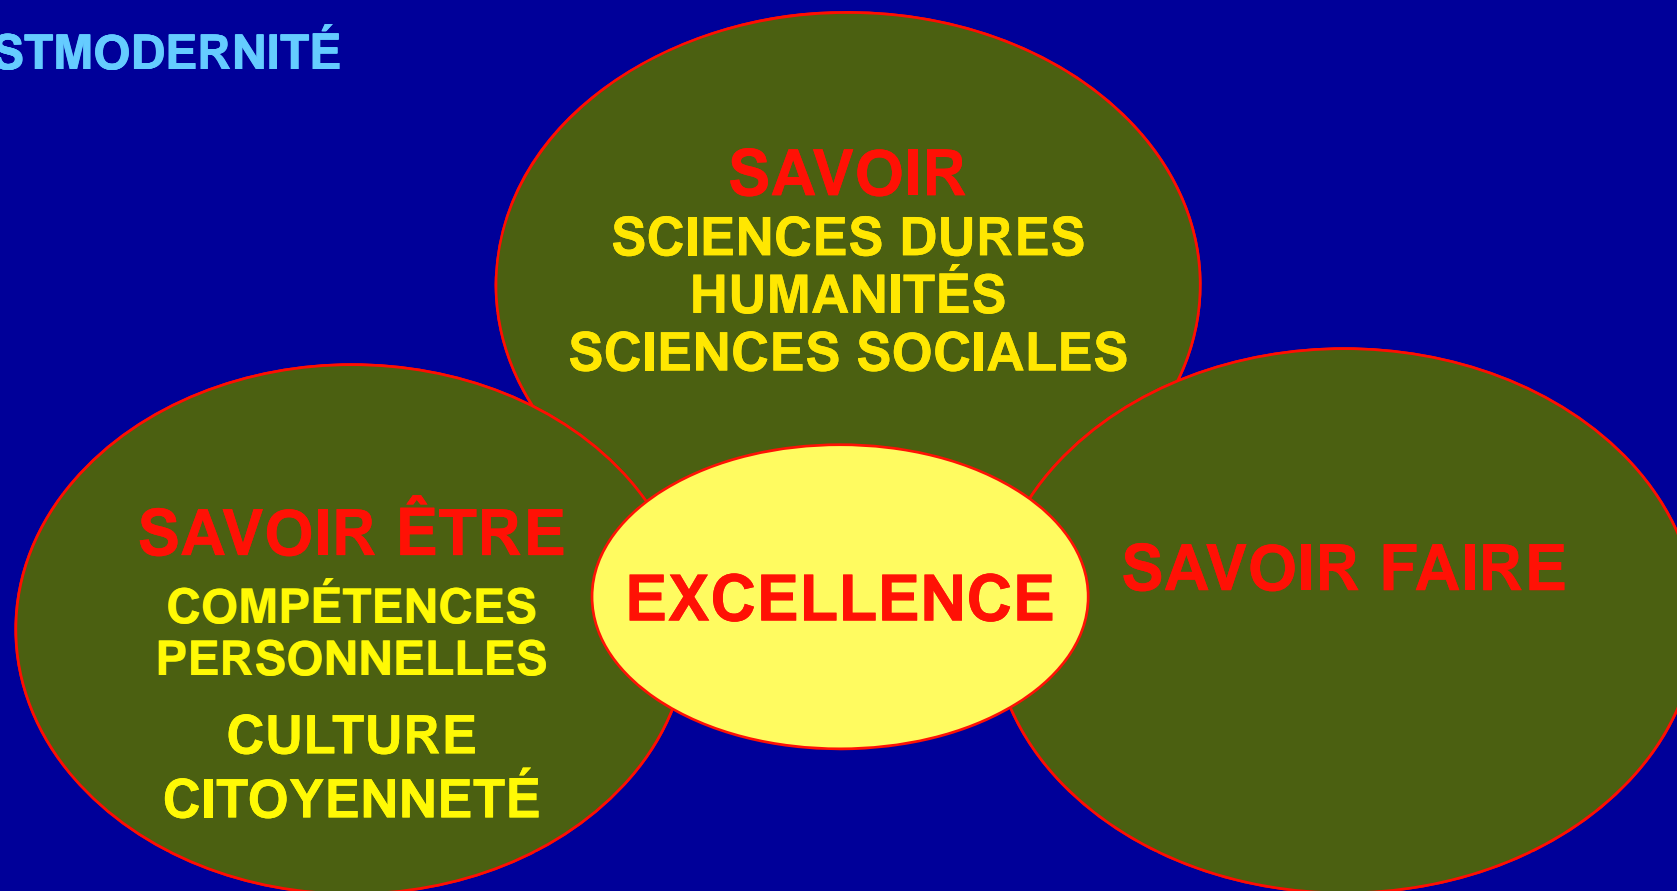 STMODERNITÉ
SAVOIR
SCIENCES DURES
HUMANITÉS
SCIENCES SOCIALES
SAVOIR ÊTRE
COMPÉTENCES
PERSONNELLES
CULTURE
CITOYENNETÉ
EXCELLENCE
SAVOIR FAIRE